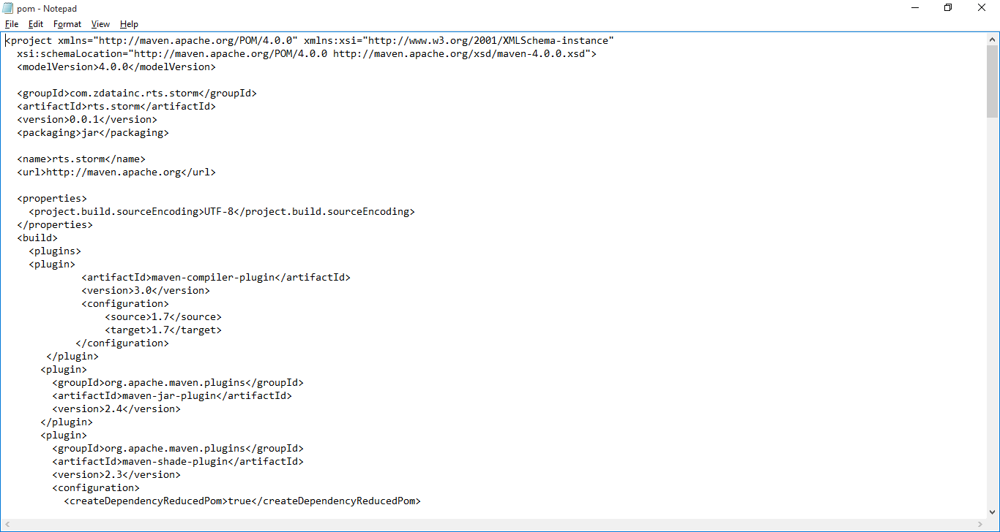 pom - Notepad
File Edit Format View Help
<project xmlns="http://maven.apache.org/POM/4.0.0" xmlns:xsi="http://www.w3.org/2001/XMLSchema-instance"
  xsi:schemaLocation="http://maven.apache.org/POM/4.0.0 http://maven.apache.org/xsd/maven-4.0.0.xsd">
  <modelVersion>4.0.0</modelVersion>

  <groupId>com.zdatainc.rts.storm</groupId>
  <artifactId>rts.storm</artifactId>
  <version>0.0.1</version>
  <packaging>jar</packaging>

  <name>rts.storm</name>
  <url>http://maven.apache.org</url>

  <properties>
    <project.build.sourceEncoding>UTF-8</project.build.sourceEncoding>
  </properties>
  <build>
    <plugins>
    <plugin>
             <artifactId>maven-compiler-plugin</artifactId>
             <version>3.0</version>
             <configuration>
                 <source>1.7</source>
                 <target>1.7</target>
            </configuration>
       </plugin>
      <plugin>
        <groupId>org.apache.maven.plugins</groupId>
        <artifactId>maven-jar-plugin</artifactId>
        <version>2.4</version>
      </plugin>
      <plugin>
        <groupId>org.apache.maven.plugins</groupId>
        <artifactId>maven-shade-plugin</artifactId>
        <version>2.3</version>
        <configuration>
          <createDependencyReducedPom>true</createDependencyReducedPom>